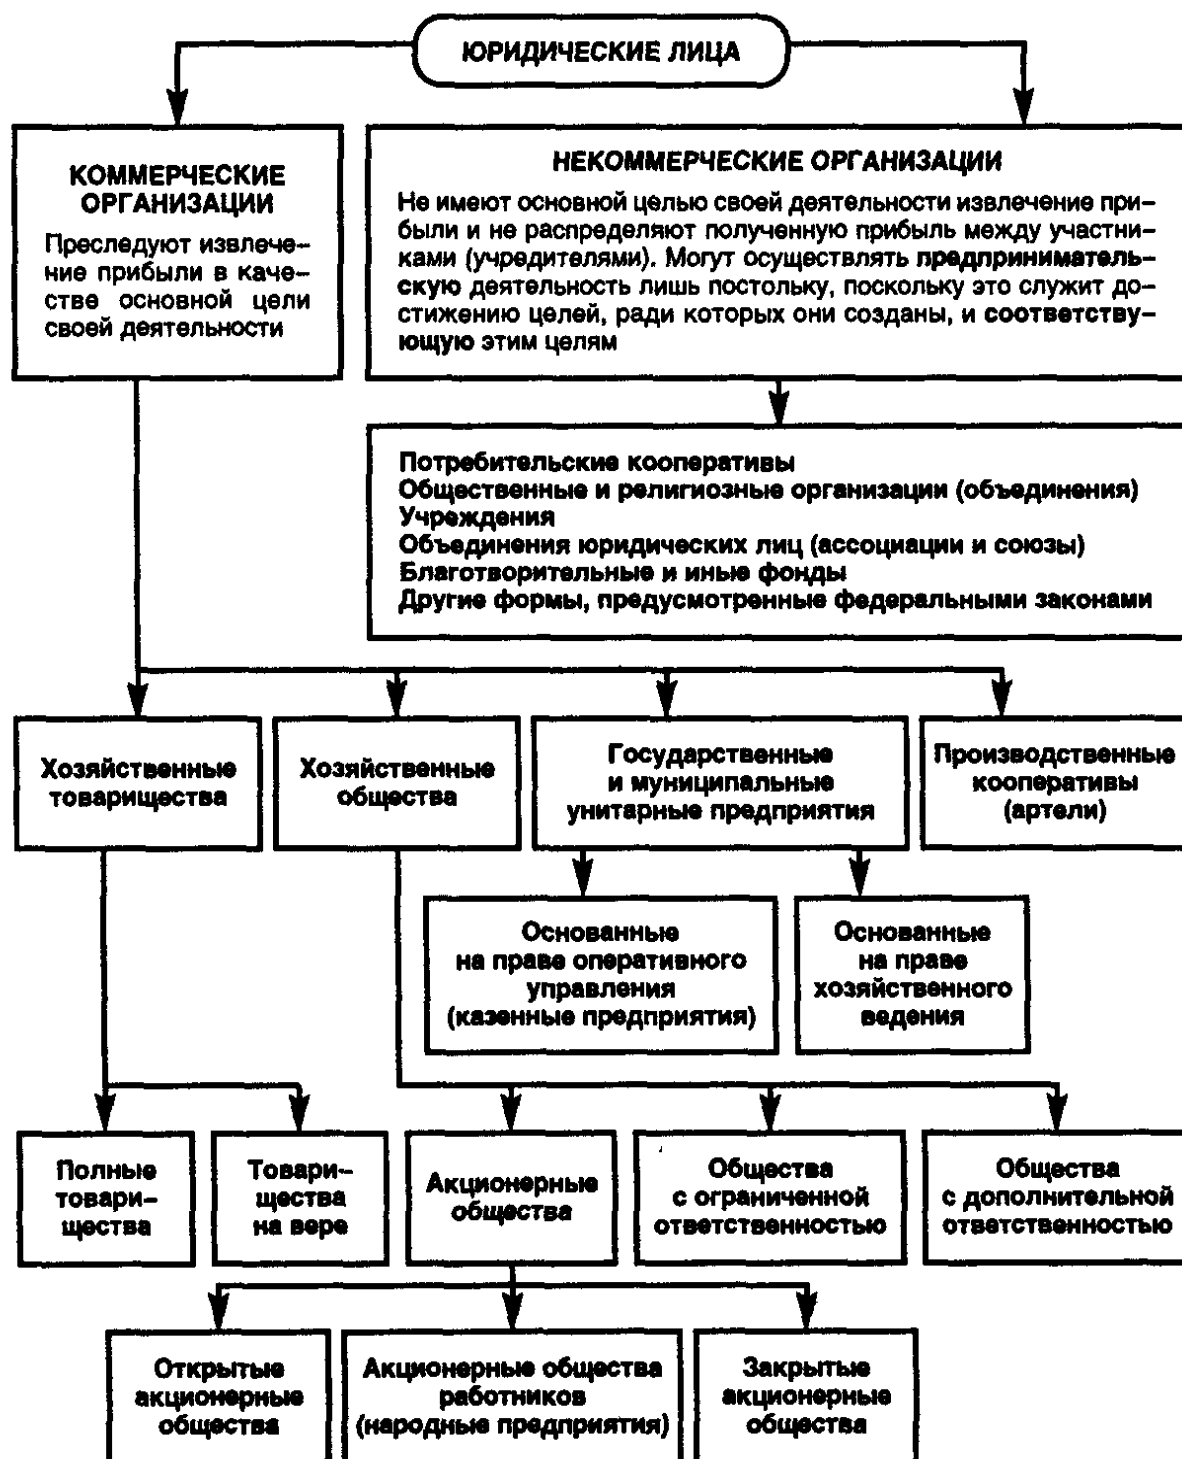 ЮРИДИЧЕСКИЕ ЛИЦА
КОММЕРЧЕСКИЕ
ОРГАНИЗАЦИИ
Преследуют извлече–
ние прибыли в каче–
стве основной цели
своей деятельности
НЕКОММЕРЧЕСКИЕ ОРГАНИЗАЦИИ
Не имеют основной целью своей деятельности извлечение при–
были и не распределяют полученную прибыль между участни–
ками (учредителями). Могут осуществлять предприниматель–
скую деятельность лишь постольку, поскольку это служит до–
стижению целей, ради которых они созданы, и соответству–
ющую этим целям
Потребительские кооперативы
Общественные и религиозные организации (объединения)
Учреждения
Объединения юридических лиц (ассоциации и союзы)
Благотворительные и иные фонды
Другие формы, предусмотренные федеральными законами
Хозяйственные
товарищества
Хозяйственные
общества
Государственные
и муниципальные
унитарные предприятия
Производственные
кооперативы
(артели)
Основанные
на праве оперативного
управления
(казенные предприятия)
Основанные
на праве
хозяйственного
ведения
Полные
товари–
щества
Товари–
щества
на вере
Акционерные
общества
Общества
с ограниченной
ответственностью
Общества
с дополнительной
ответственностью
Открытые
акционерные
общества
Акционерные общества
работников
(народные предприятия)
Закрытые
акционерные
общества